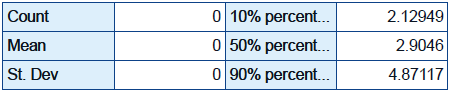 Count 0 10% percent... 2.12949
Mean 0 50% percent... 2.9046
St. Dev 0 90% percent... 4.87117